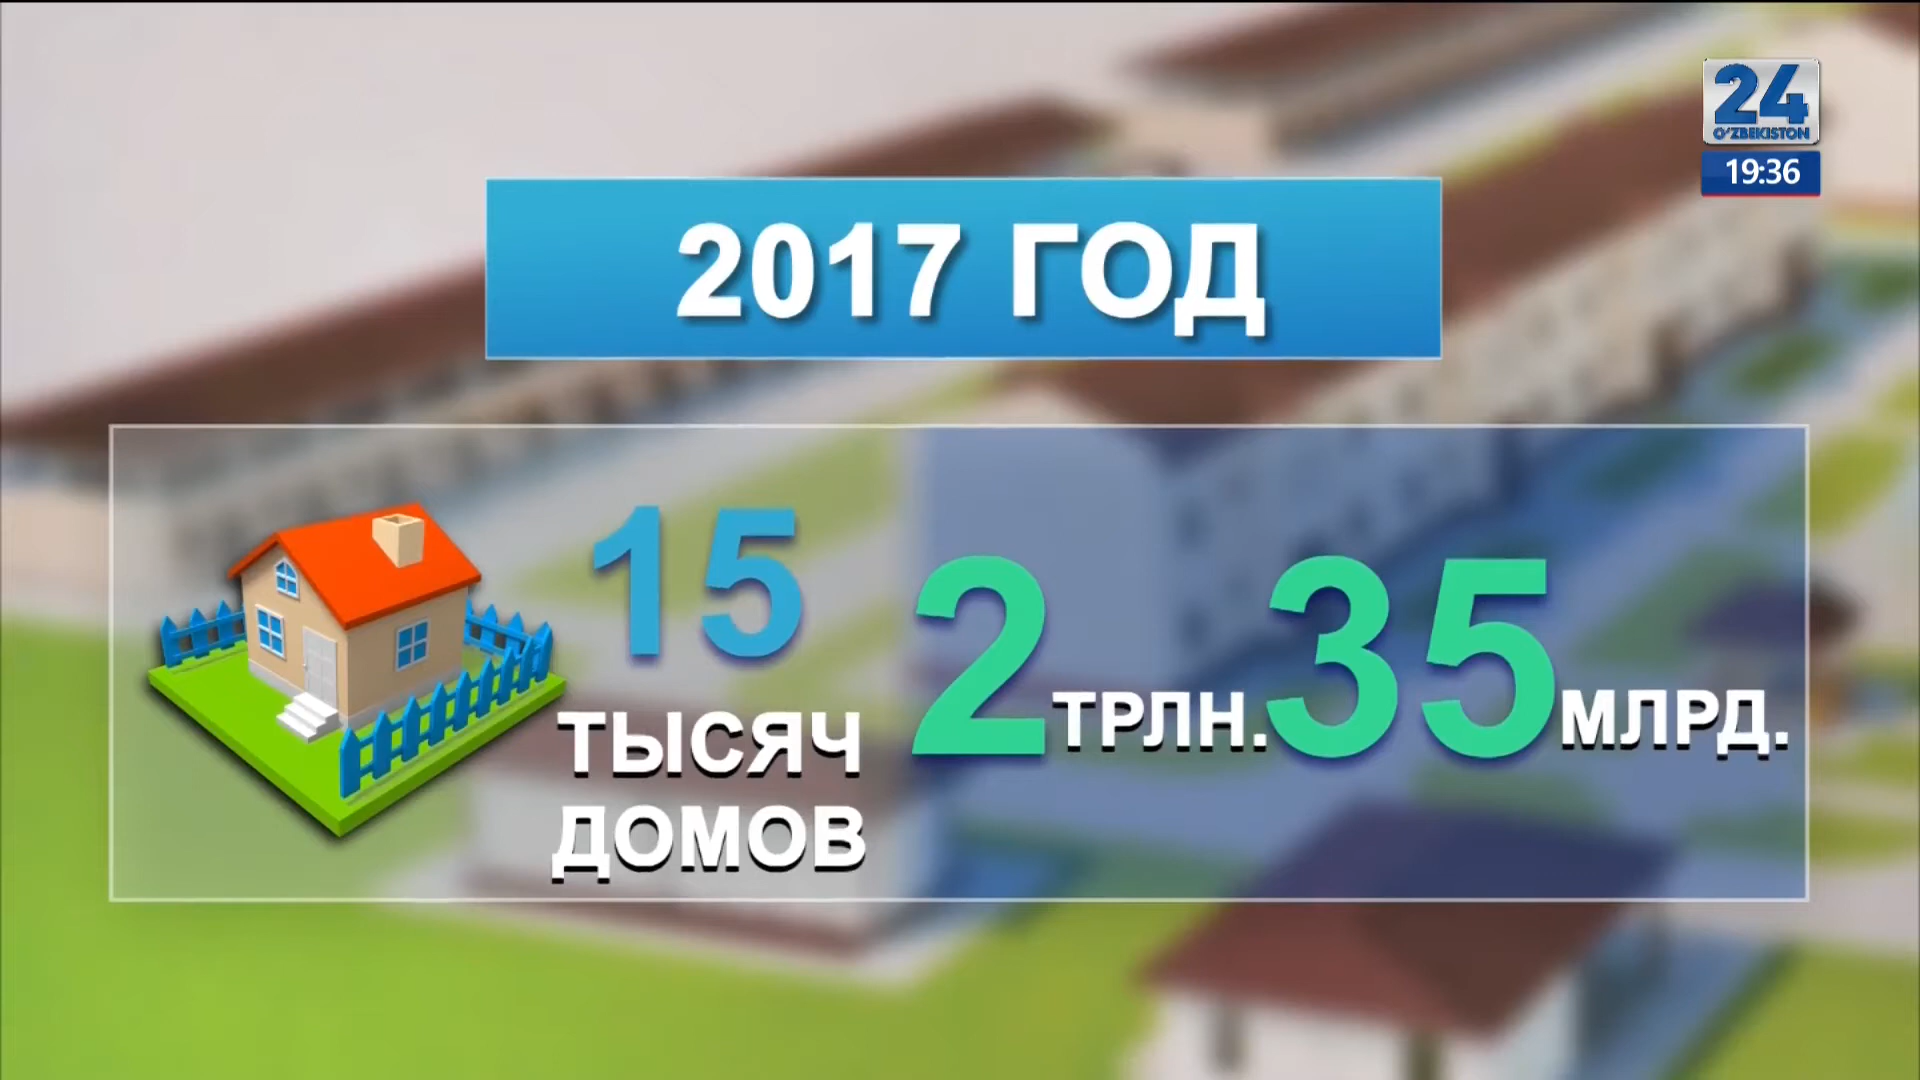 24
O'ZBEKISTON
19:36
2017 ГОД
15
ТЫСЯЧ
ДОМОВ
2 ТРЛН. 35 МЛРД.